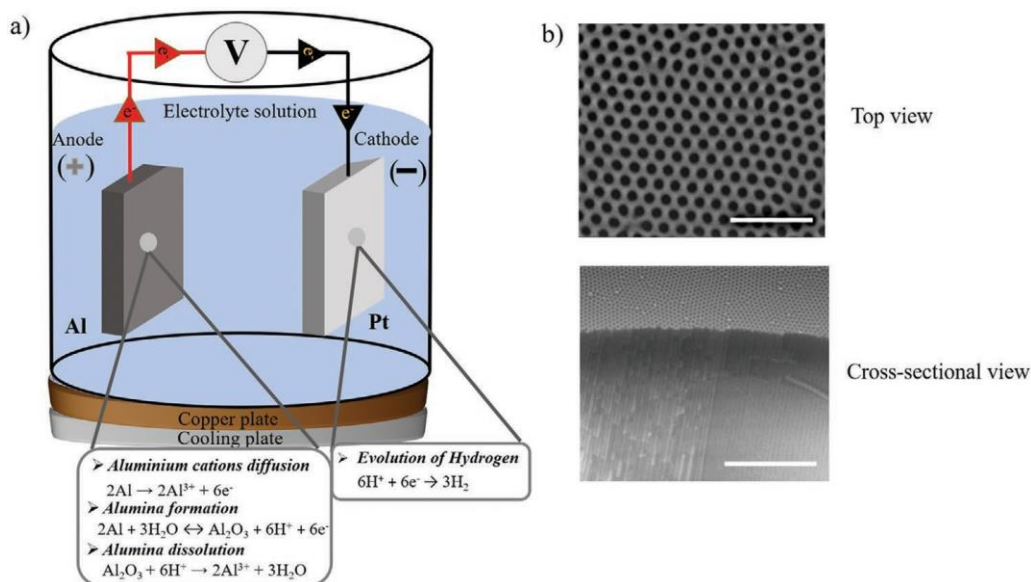 a)
V
e-
e-
e-
e-
Electrolyte solution
Anode
(+)
Cathode
(−)
Al
Pt
Copper plate
Cooling plate
➤ Aluminium cations diffusion
2Al → 2Al³⁺ + 6e⁻
➤ Alumina formation
2Al + 3H₂O ↔ Al₂O₃ + 6H⁺ + 6e⁻
➤ Alumina dissolution
Al₂O₃ + 6H⁺ → 2Al³⁺ + 3H₂O
➤ Evolution of Hydrogen
6H⁺ + 6e⁻ → 3H₂
b)
Top view
Cross-sectional view